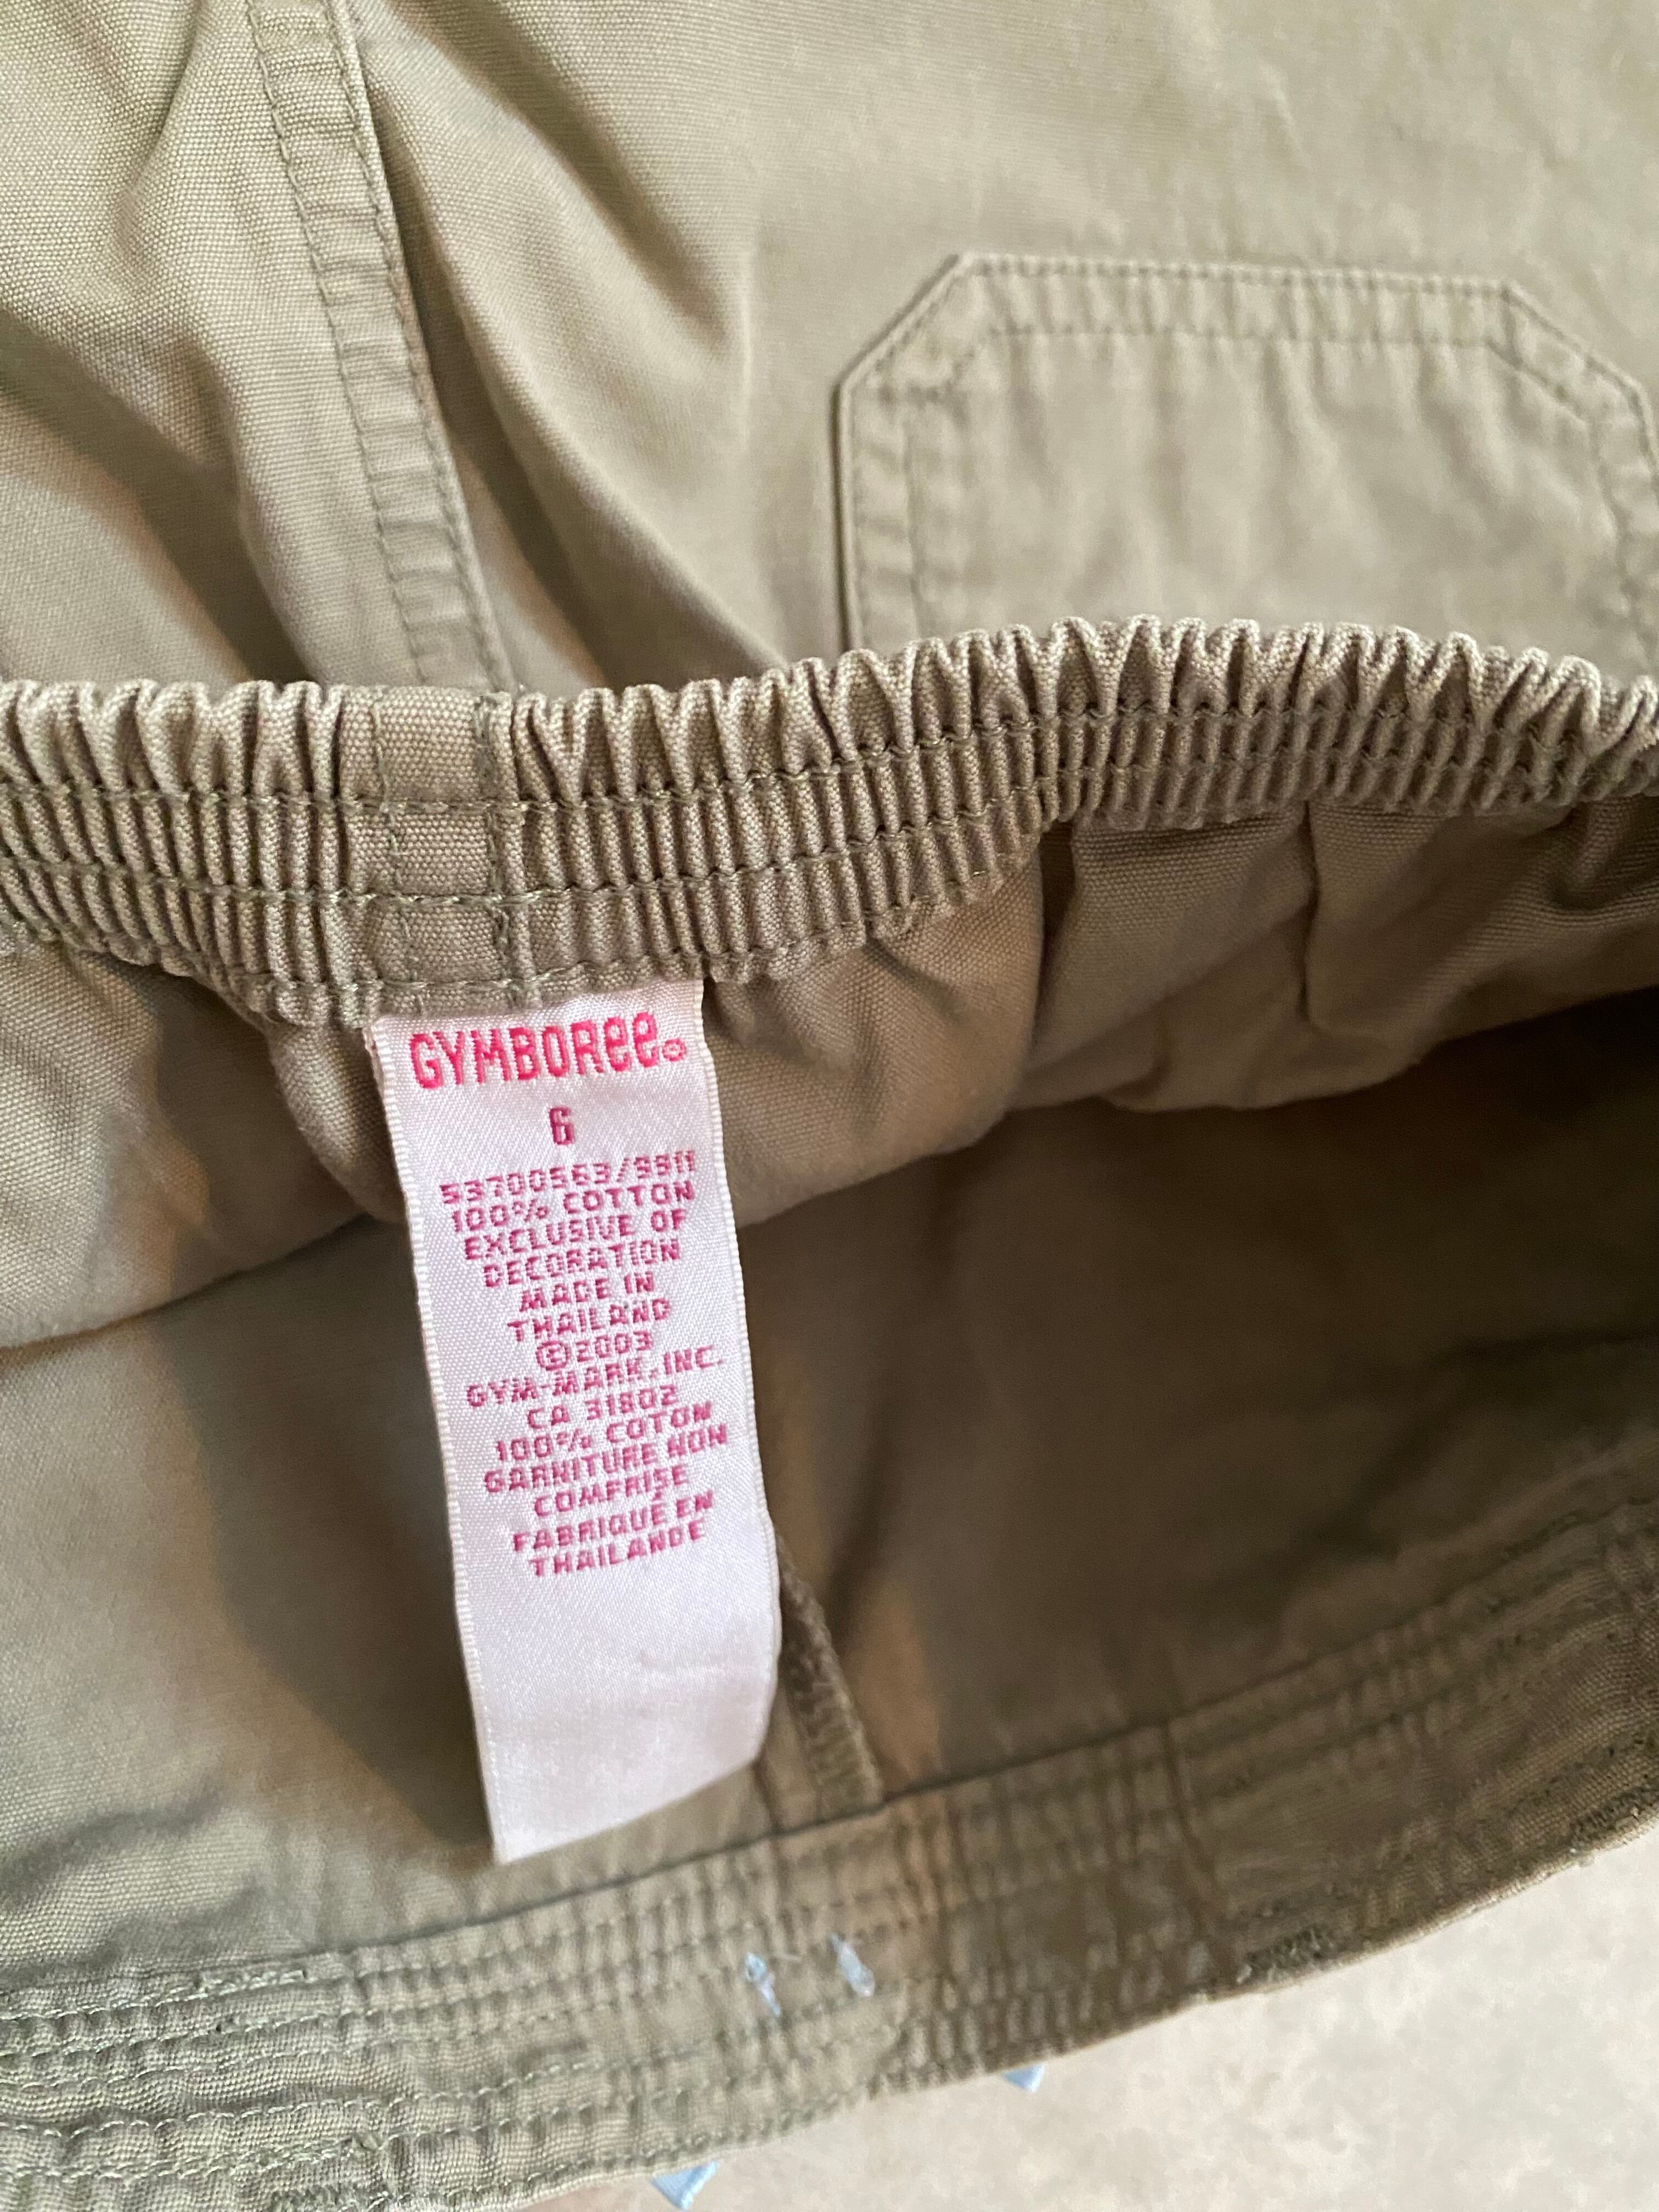 GYMBOREE®
6
53700563/9811
100% COTTON
EXCLUSIVE OF
DECORATION
MADE IN
THAILAND
©2003
GYM-MARK, INC.
CA 31802
100% COTON
GARNITURE NON
COMPRISE
FABRIQUÉ EN
THAILANDE